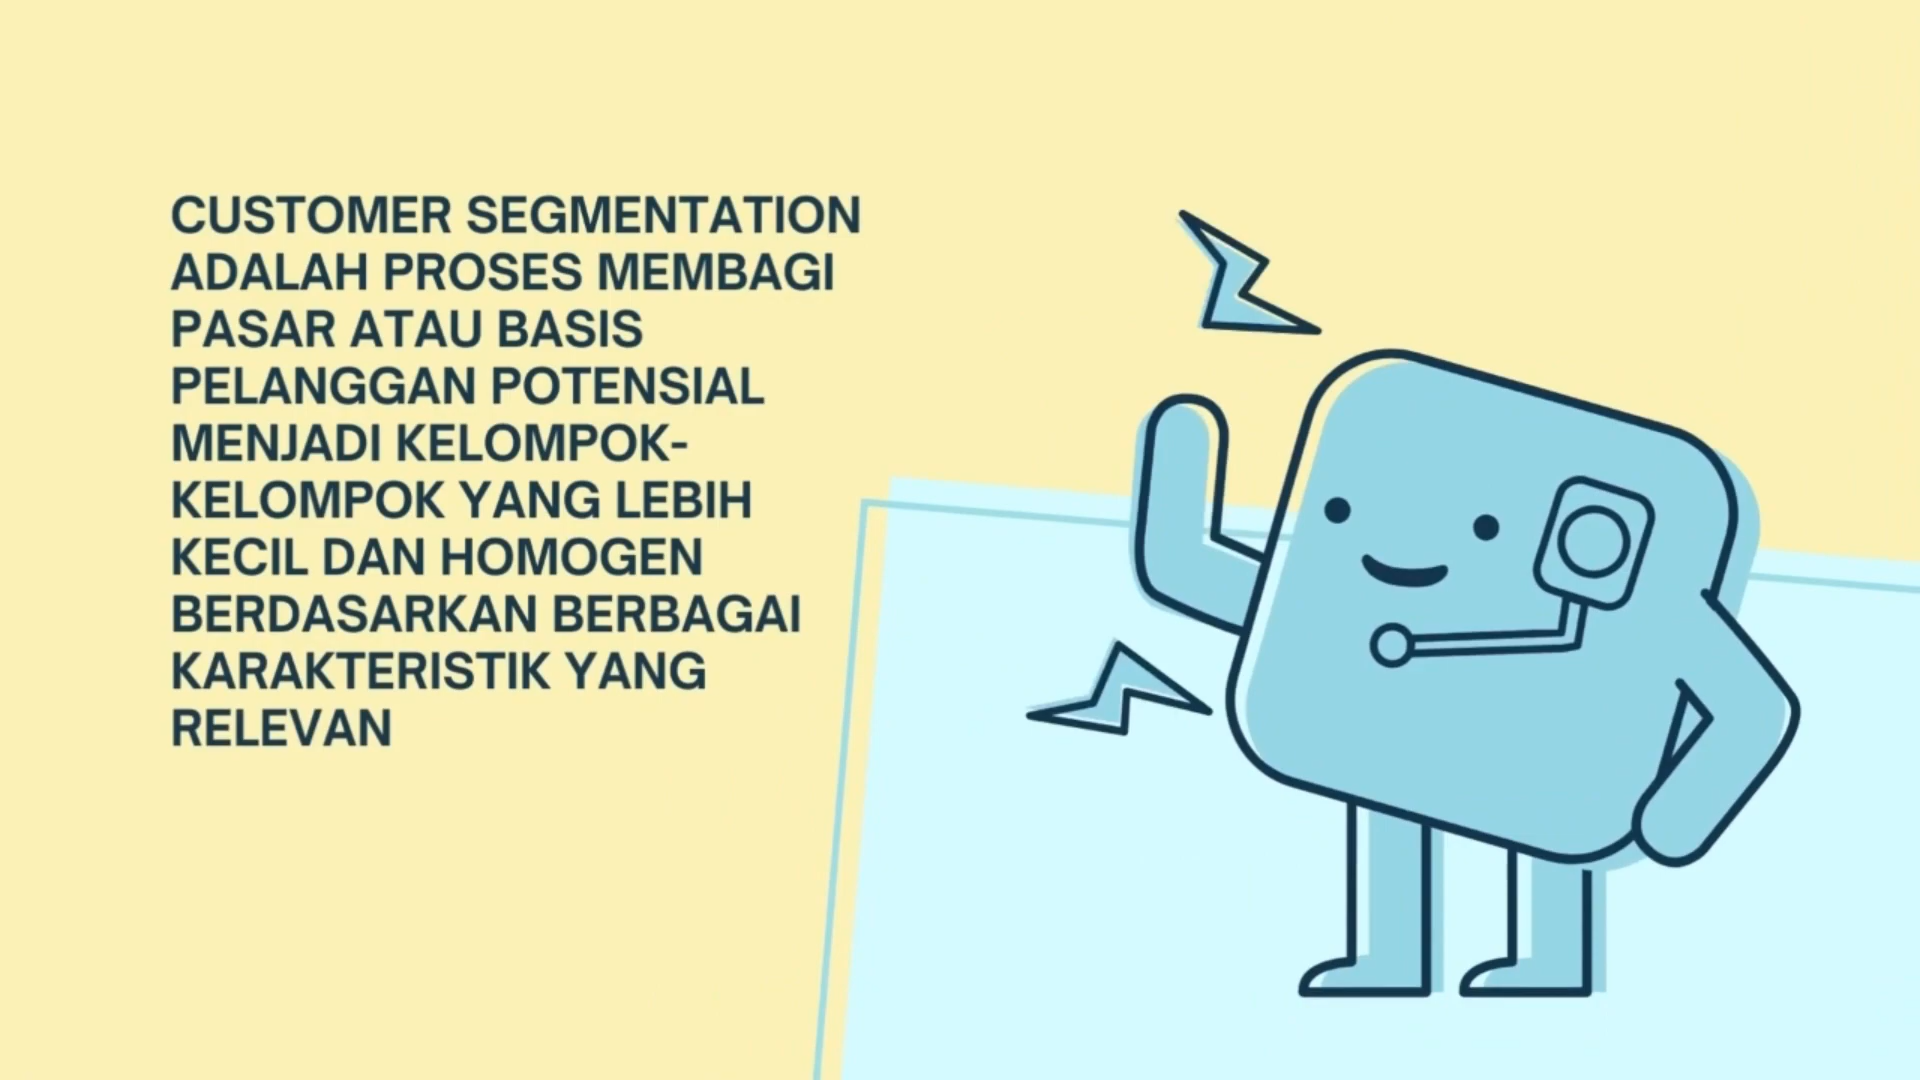 CUSTOMER SEGMENTATION
ADALAH PROSES MEMBAGI
PASAR ATAU BASIS
PELANGGAN POTENSIAL
MENJADI KELOMPOK-
KELOMPOK YANG LEBIH
KECIL DAN HOMOGEN
BERDASARKAN BERBAGAI
KARAKTERISTIK YANG
RELEVAN